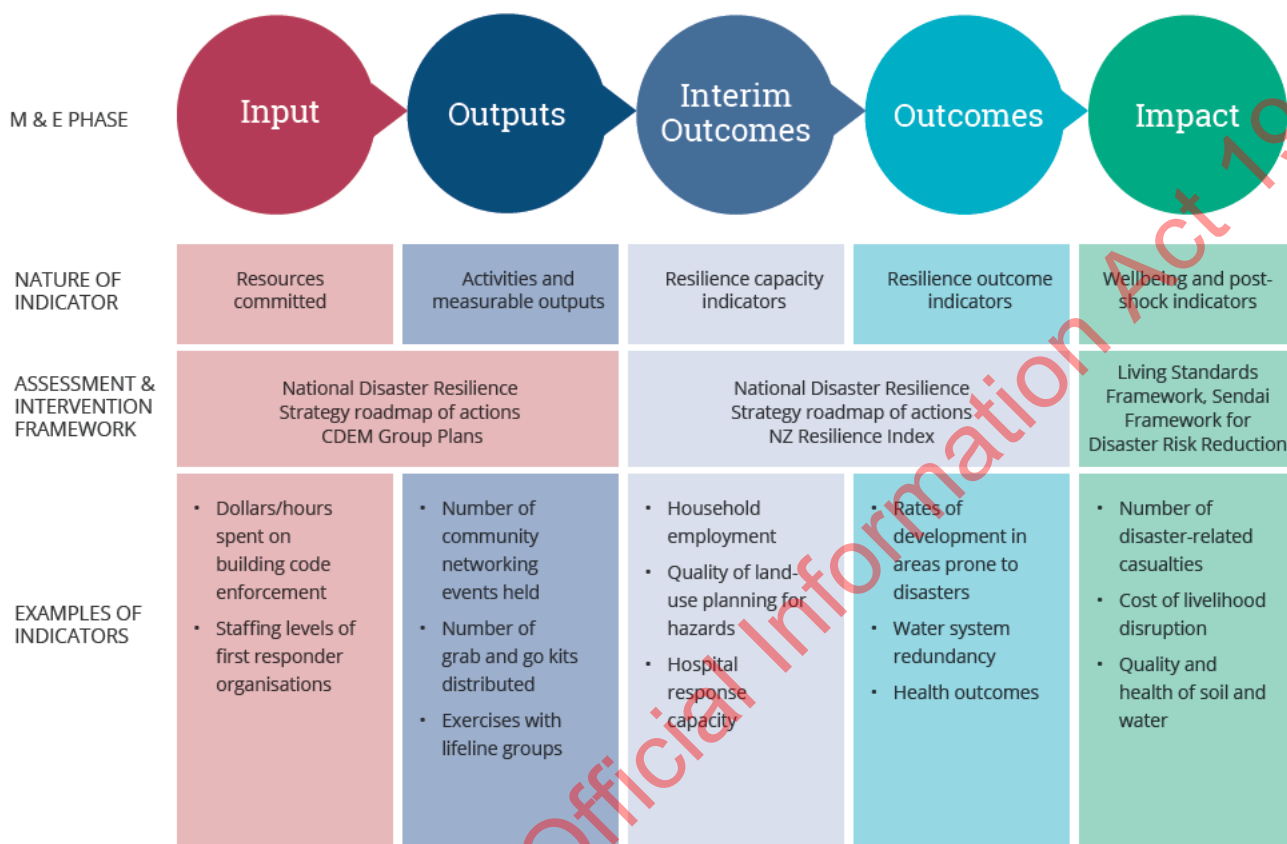 M & E PHASE
Input
Outputs
Interim
Outcomes
Outcomes
Impact
NATURE OF
INDICATOR
Resources
committed
Activities and
measurable outputs
Resilience capacity
indicators
Resilience outcome
indicators
Wellbeing and post-
shock indicators
ASSESSMENT &
INTERVENTION
FRAMEWORK
National Disaster Resilience
Strategy roadmap of actions
CDEM Group Plans
National Disaster Resilience
Strategy roadmap of actions
NZ Resilience Index
Living Standards
Framework, Sendai
Framework for
Disaster Risk Reduction
EXAMPLES OF
INDICATORS
• Dollars/hours
spent on
building code
enforcement
• Staffing levels of
first responder
organisations
• Number of
community
networking
events held
• Number of
grab and go kits
distributed
• Exercises with
lifeline groups
• Household
employment
• Quality of land-
use planning for
hazards
• Hospital
response
capacity
• Rates of
development in
areas prone to
disasters
• Water system
redundancy
• Health outcomes
• Number of
disaster-related
casualties
• Cost of livelihood
disruption
• Quality and
health of soil and
water
Official Information Act